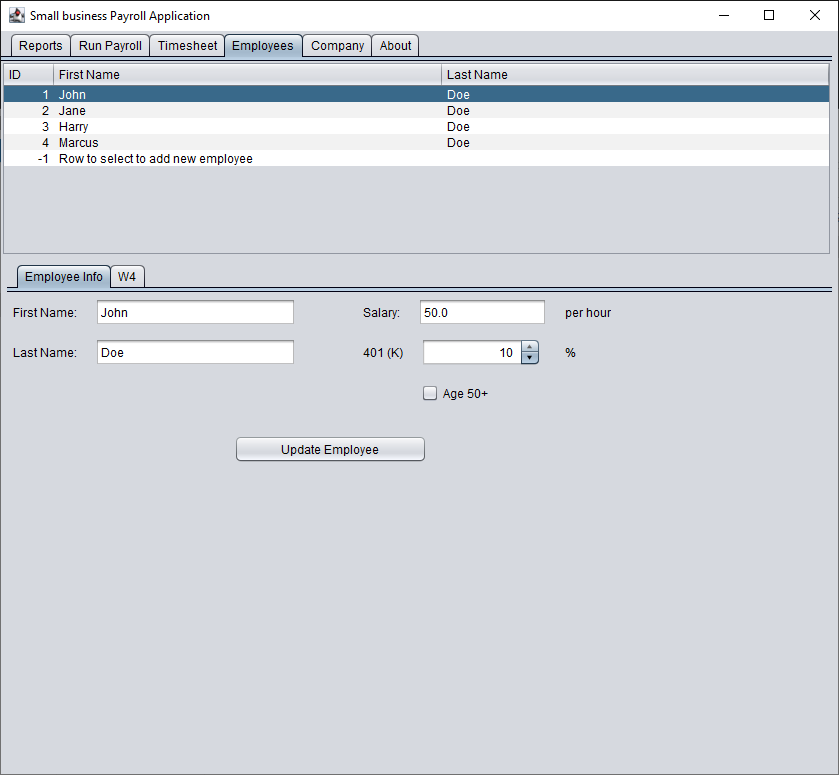 Small business Payroll Application
Reports Run Payroll Timesheet Employees Company About
ID First Name Last Name
1 John Doe
2 Jane Doe
3 Harry Doe
4 Marcus Doe
-1 Row to select to add new employee
Employee Info W4
First Name: John Salary: 50.0 per hour
Last Name: Doe 401 (K) 10 %
Age 50+
Update Employee